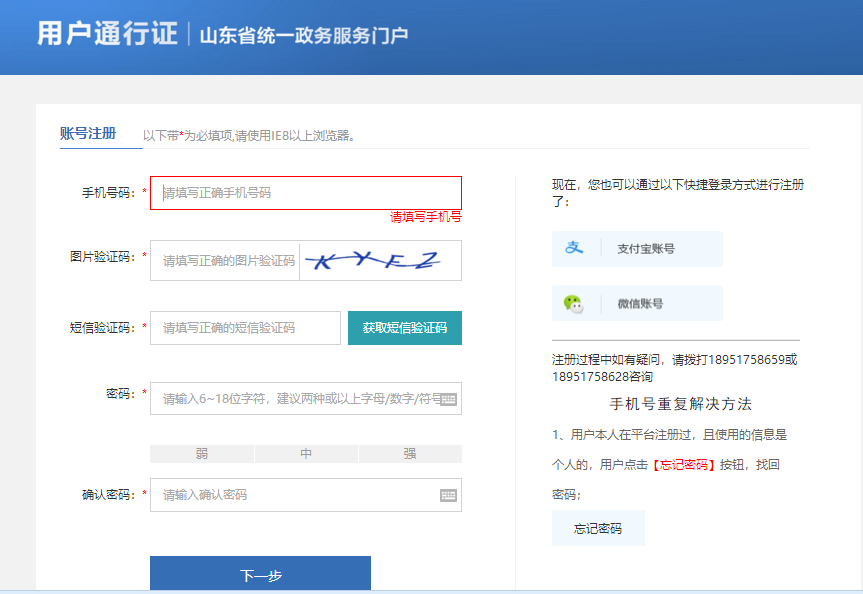 用户通行证 山东省统一政务服务门户
账号注册 以下带*为必填项,请使用IE8以上浏览器。
手机号码：* 请填写正确手机号码
请填写手机号
图片验证码：* 请填写正确的图片验证码 KYEZ
短信验证码：* 请填写正确的短信验证码 获取短信验证码
密码：* 请输入6~18位字符，建议两种或以上字母/数字/符号
弱 中 强
确认密码：* 请输入确认密码
下一步
现在，您也可以通过以下快捷登录方式进行注册
了：
支 支付宝账号
微信账号
注册过程中如有疑问，请拨打18951758659或
18951758628咨询
手机号重复解决方法
1、用户本人在平台注册过，且使用的信息是
个人的，用户点击【忘记密码】按钮，找回
密码；
忘记密码